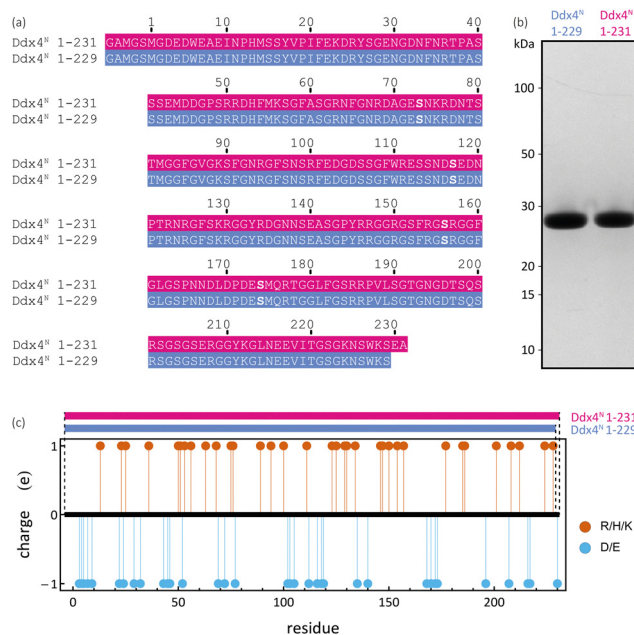 (a)
1 10 20 30 40
Ddx4ᴺ 1-231 GAMGSMGDEDWEAEINPHMSSYVPIFEKDRYSGENGDNFNRTPAS
Ddx4ᴺ 1-229 GAMGSMGDEDWEAEINPHMSSYVPIFEKDRYSGENGDNFNRTPAS
50 60 70 80
Ddx4ᴺ 1-231 SSEMDDGPSRRDHFMKSGFASGRNFGNRDAGESNKRDNTS
Ddx4ᴺ 1-229 SSEMDDGPSRRDHFMKSGFASGRNFGNRDAGESNKRDNTS
90 100 110 120
Ddx4ᴺ 1-231 TMGGFGVGKSFGNRGFSNSRFEDGDSSGFWRESSNDSEDN
Ddx4ᴺ 1-229 TMGGFGVGKSFGNRGFSNSRFEDGDSSGFWRESSNDSEDN
130 140 150 160
Ddx4ᴺ 1-231 PTRNRGFSKRGGYRDGNNSEASGPYRRGGRGSFRGSRGGF
Ddx4ᴺ 1-229 PTRNRGFSKRGGYRDGNNSEASGPYRRGGRGSFRGSRGGF
170 180 190 200
Ddx4ᴺ 1-231 GLGSPNNDLDPDESMQRTGGLFGSRRPVLSGTGNGDTSQS
Ddx4ᴺ 1-229 GLGSPNNDLDPDESMQRTGGLFGSRRPVLSGTGNGDTSQS
210 220 230
Ddx4ᴺ 1-231 RSGSGSERGGYKGLNEEVITGSGKNSWKSEA
Ddx4ᴺ 1-229 RSGSGSERGGYKGLNEEVITGSGKNSWKS
(b)
Ddx4ᴺ Ddx4ᴺ
1-229 1-231
kDa
100
50
30
20
15
10
(c)
Ddx4ᴺ 1-231
Ddx4ᴺ 1-229
charge (e)
1
0
−1
R/H/K
D/E
0 50 100 150 200
residue